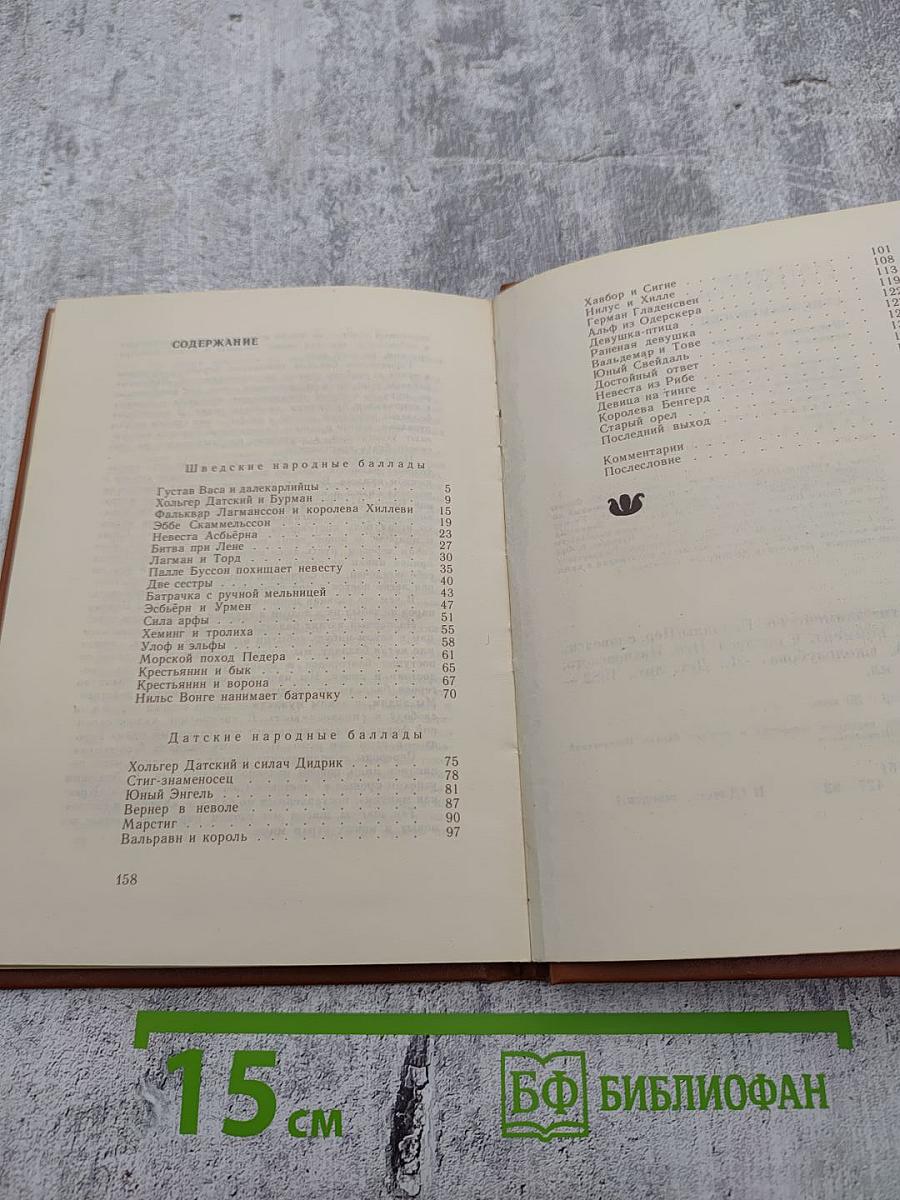 СОДЕРЖАНИЕ
Шведские народные баллады
Густав Васа и далекарлийцы . . . . . . . 5
Хольгер Датский и Бурман . . . . . . . 9
Фальквар Лагманссон и королева Хиллеви 15
Эббе Скаммельссон . . . . . . . . . 19
Невеста Асбьёрна . . . . . . . . . . 23
Битва при Лене . . . . . . . . . . . 27
Лагман и Торд . . . . . . . . . . . 30
Палле Буссон похищает невесту . . . . . 35
Две сестры . . . . . . . . . . . . 40
Батрачка с ручной мельницей . . . . . . 43
Эсбьёрн и Урмен . . . . . . . . . . 47
Сила арфы . . . . . . . . . . . . 51
Хеминг и тролиха . . . . . . . . . . 55
Улоф и эльфы . . . . . . . . . . . 58
Морской поход Педера . . . . . . . . 61
Крестьянин и бык . . . . . . . . . . 65
Крестьянин и ворона . . . . . . . . . 67
Нильс Вонге нанимает батрачку . . . . . 70
Датские народные баллады
Хольгер Датский и силач Дидрик . . . . . 75
Стиг-знаменосец . . . . . . . . . . 78
Юный Энгель . . . . . . . . . . . 81
Вернер в неволе . . . . . . . . . . 87
Марстиг . . . . . . . . . . . . . 90
Вальравн и король . . . . . . . . . . 97
158
Хавбор и Сигне . . . . . . . . . . 101
Нилус и Хилле . . . . . . . . . . 108
Герман Гладенсвен . . . . . . . . . 113
Альф из Одерскера . . . . . . . . . 119
Девушка-птица
Раненая девушка
Вальдемар и Тове
Юный Свейдаль
Достойный ответ
Невеста из Рибе
Девица на тинге
Королева Бенгерд
Старый орел
Последний выход
Комментарии
Послесловие
15 см
БФ БИБЛИОФАН